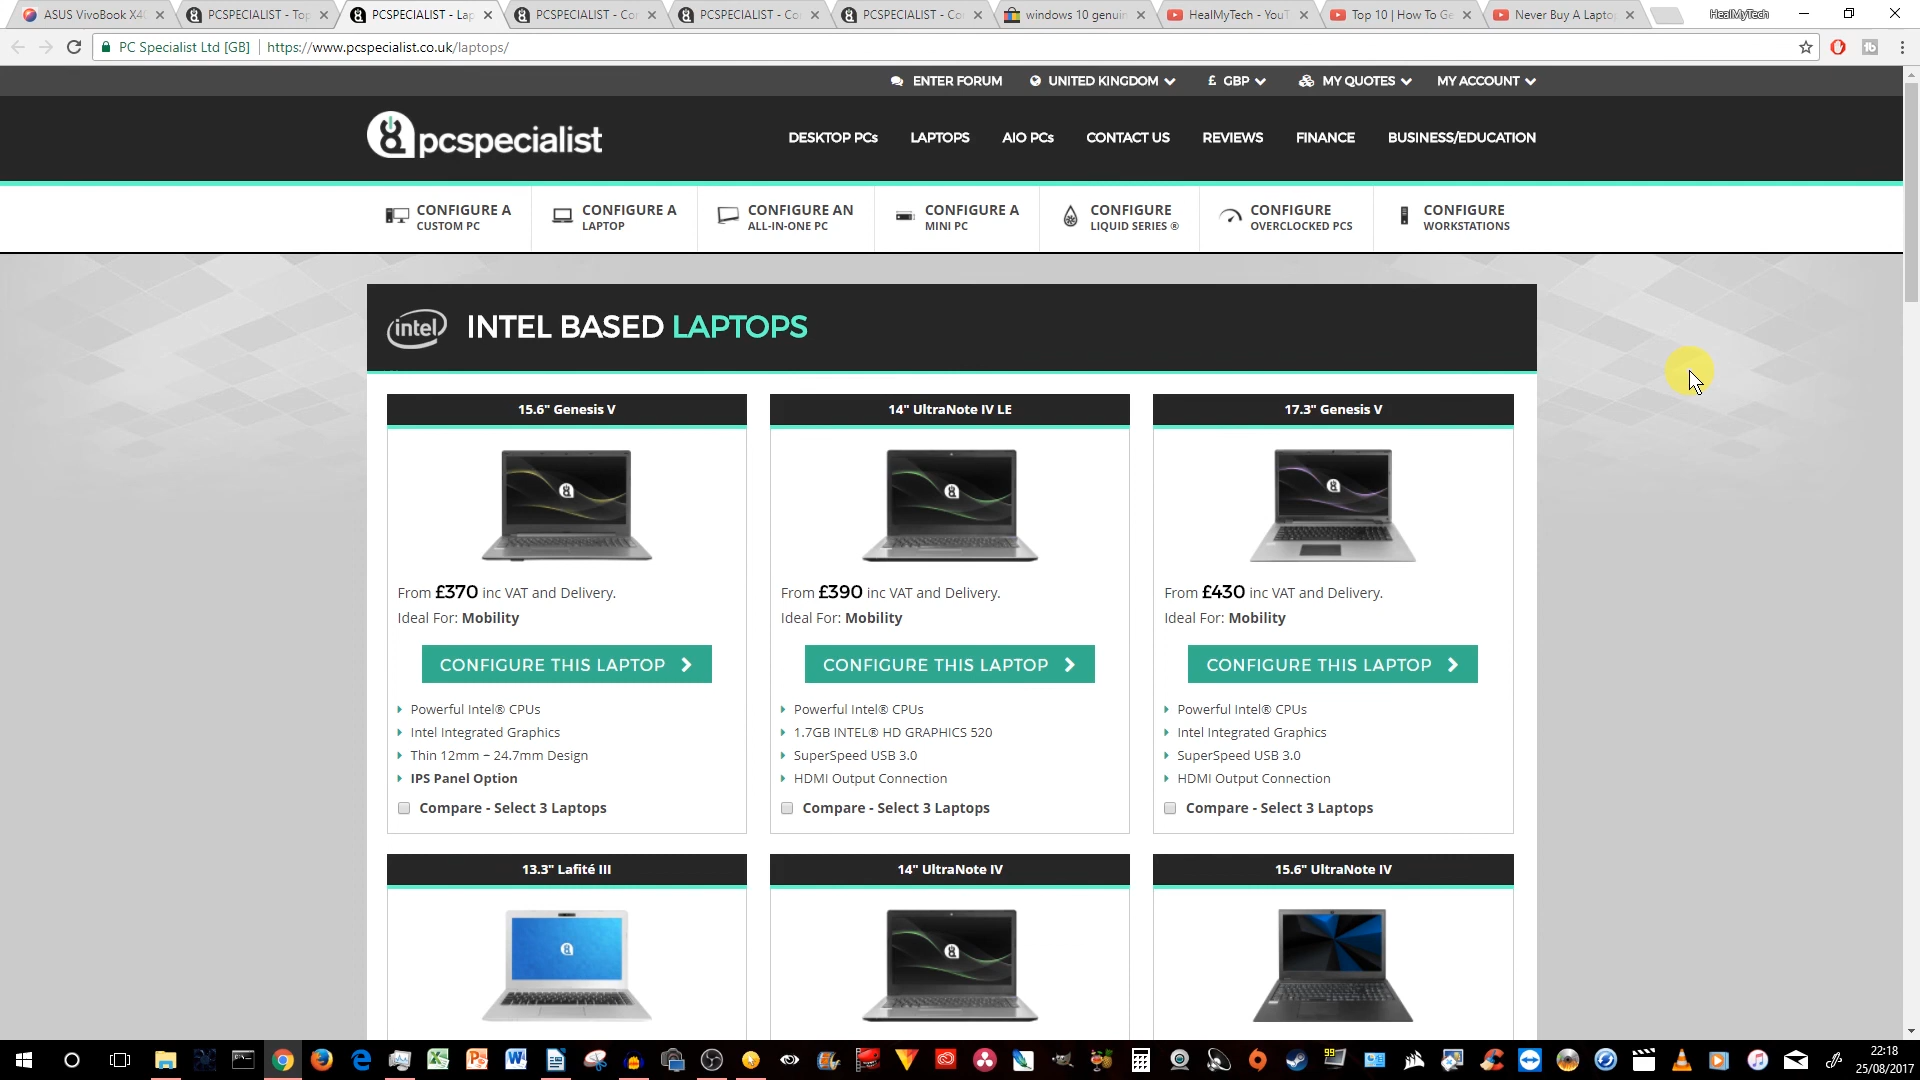 ASUS VivoBook X4
PCSPECIALIST - Top
PCSPECIALIST - Lap
PCSPECIALIST - Co
PCSPECIALIST - Co
PCSPECIALIST - Co
windows 10 genuin
HealMyTech - YouT
Top 10 | How To Ge
Never Buy A Lapto
HealMyTech
PC Specialist Ltd [GB]
https://www.pcspecialist.co.uk/laptops/
ENTER FORUM
UNITED KINGDOM
£ GBP
MY QUOTES
MY ACCOUNT
pcspecialist
DESKTOP PCs
LAPTOPS
AIO PCs
CONTACT US
REVIEWS
FINANCE
BUSINESS/EDUCATION
CONFIGURE A
CUSTOM PC
CONFIGURE A
LAPTOP
CONFIGURE AN
ALL-IN-ONE PC
CONFIGURE A
MINI PC
CONFIGURE
LIQUID SERIES ®
CONFIGURE
OVERCLOCKED PCS
CONFIGURE
WORKSTATIONS
intel
INTEL BASED LAPTOPS
15.6" Genesis V
From £370 inc VAT and Delivery.
Ideal For: Mobility
CONFIGURE THIS LAPTOP
Powerful Intel® CPUs
Intel Integrated Graphics
Thin 12mm – 24.7mm Design
IPS Panel Option
Compare - Select 3 Laptops
14" UltraNote IV LE
From £390 inc VAT and Delivery.
Ideal For: Mobility
CONFIGURE THIS LAPTOP
Powerful Intel® CPUs
1.7GB INTEL® HD GRAPHICS 520
SuperSpeed USB 3.0
HDMI Output Connection
Compare - Select 3 Laptops
17.3" Genesis V
From £430 inc VAT and Delivery.
Ideal For: Mobility
CONFIGURE THIS LAPTOP
Powerful Intel® CPUs
Intel Integrated Graphics
SuperSpeed USB 3.0
HDMI Output Connection
Compare - Select 3 Laptops
13.3" Lafité III
14" UltraNote IV
15.6" UltraNote IV
99
22:18
25/08/2017